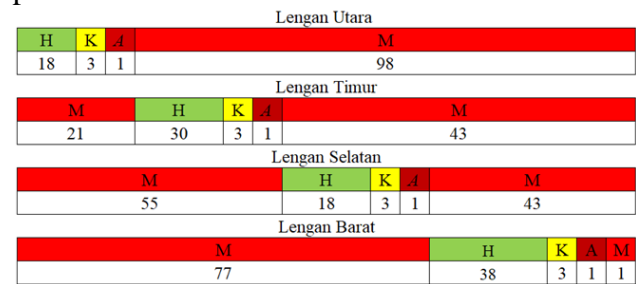 Lengan Utara
H K A M
18 3 1 98
Lengan Timur
M H K A M
21 30 3 1 43
Lengan Selatan
M H K A M
55 18 3 1 43
Lengan Barat
M H K A M
77 38 3 1 1